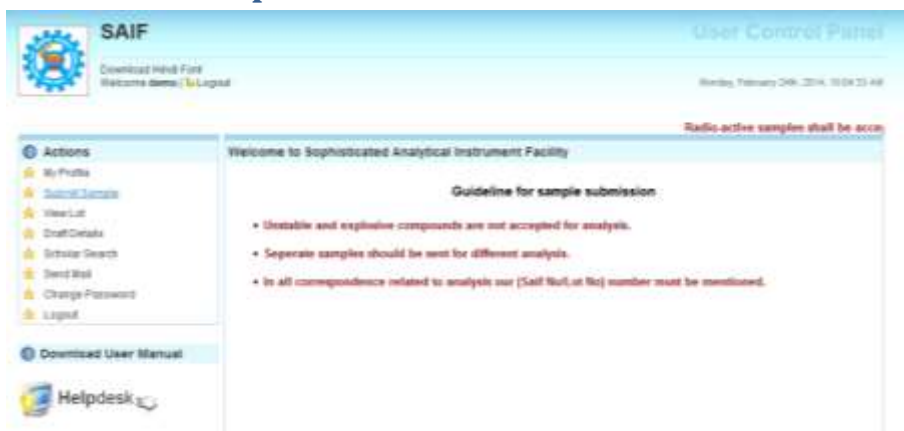 SAIF
User Control Panel
Download Hindi Font
Welcome demo | Logout
Monday, February 24th, 2014, 10:04:33 AM
Radio active samples shall be acce
Actions
My Profile
Submit Sample
View Lot
Draft Details
Scholar Search
Send Mail
Change Password
Logout
Download User Manual
Helpdesk
Welcome to Sophisticated Analytical Instrument Facility
Guideline for sample submission
• Unstable and explosive compounds are not accepted for analysis.
• Seperate samples should be sent for different analysis.
• In all correspondence related to analysis our (Saif No/Lot No) number must be mentioned.